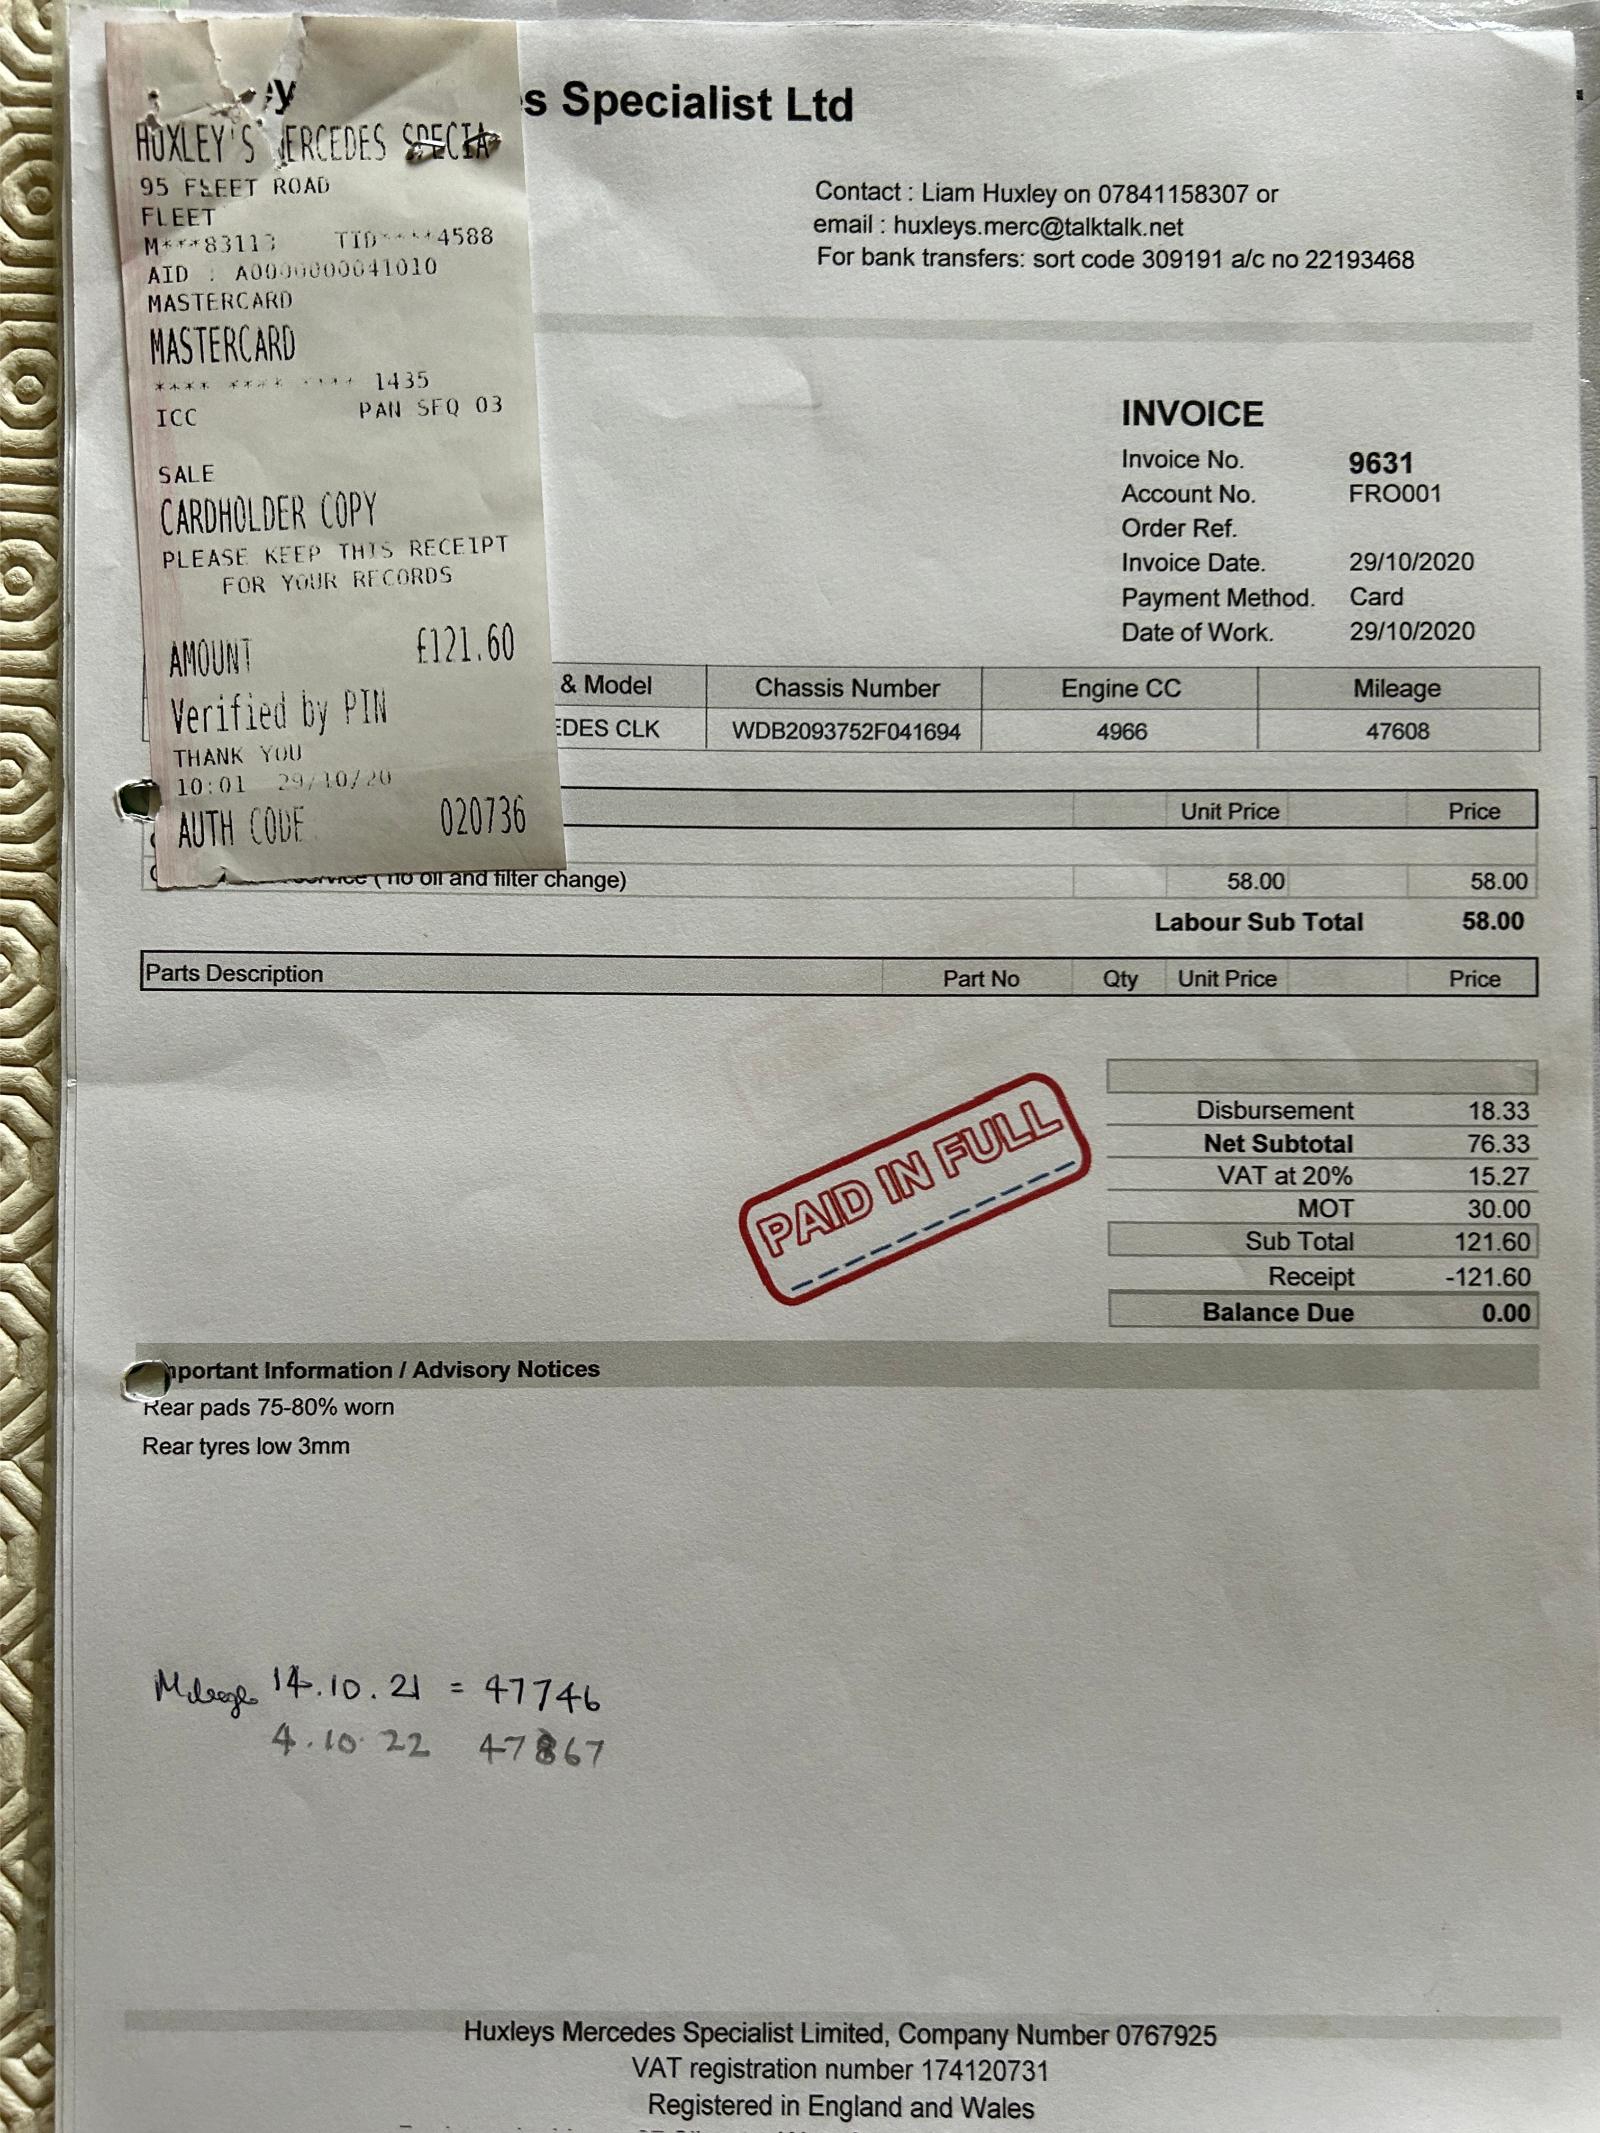 s Specialist Ltd
HUXLEY'S MERCEDES SPECIA
95 FLEET ROAD
FLEET
M***83113 TID****4588
AID : A0000000041010
MASTERCARD
MASTERCARD
**** **** **** 1435
ICC PAN SEQ 03
SALE
CARDHOLDER COPY
PLEASE KEEP THIS RECEIPT
FOR YOUR RECORDS
AMOUNT £121.60
Verified by PIN
THANK YOU
10:01 29/10/20
AUTH CODE 020736
Contact : Liam Huxley on 07841158307 or
email : huxleys.merc@talktalk.net
For bank transfers: sort code 309191 a/c no 22193468
INVOICE
Invoice No. 9631
Account No. FRO001
Order Ref.
Invoice Date. 29/10/2020
Payment Method. Card
Date of Work. 29/10/2020
& Model Chassis Number Engine CC Mileage
EDES CLK WDB2093752F041694 4966 47608
Unit Price Price
(no oil and filter change) 58.00 58.00
Labour Sub Total 58.00
Parts Description Part No Qty Unit Price Price
PAID IN FULL
Disbursement 18.33
Net Subtotal 76.33
VAT at 20% 15.27
MOT 30.00
Sub Total 121.60
Receipt -121.60
Balance Due 0.00
mportant Information / Advisory Notices
Rear pads 75-80% worn
Rear tyres low 3mm
Mileage 14.10.21 = 47746
4.10.22 47867
Huxleys Mercedes Specialist Limited, Company Number 0767925
VAT registration number 174120731
Registered in England and Wales